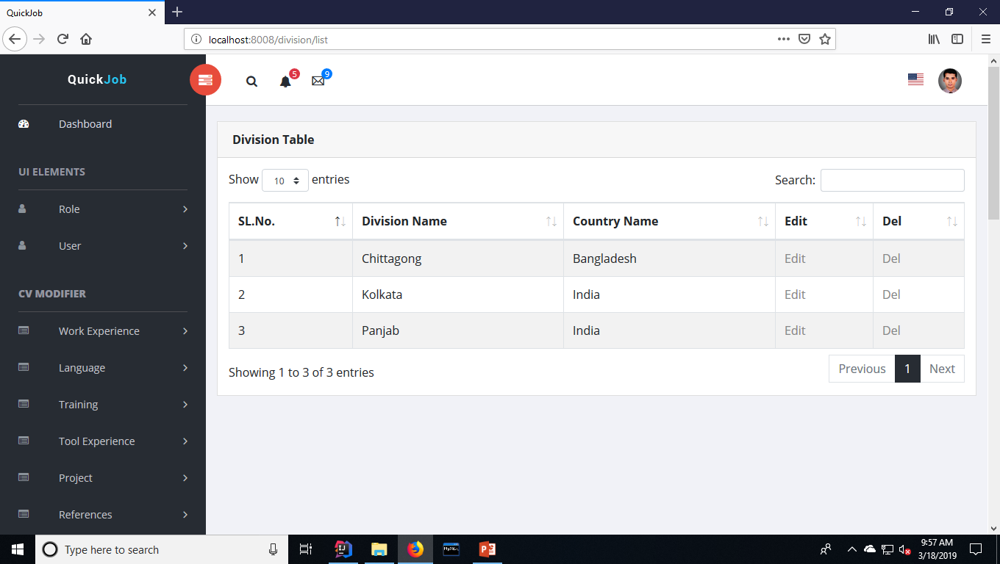 QuickJob
localhost:8008/division/list
QuickJob
5
9
Dashboard
UI ELEMENTS
Role
User
CV MODIFIER
Work Experience
Language
Training
Tool Experience
Project
References
Division Table
Show 10 entries
Search:
SL.No. Division Name Country Name Edit Del
1 Chittagong Bangladesh Edit Del
2 Kolkata India Edit Del
3 Panjab India Edit Del
Showing 1 to 3 of 3 entries
Previous 1 Next
Type here to search
9:57 AM
3/18/2019